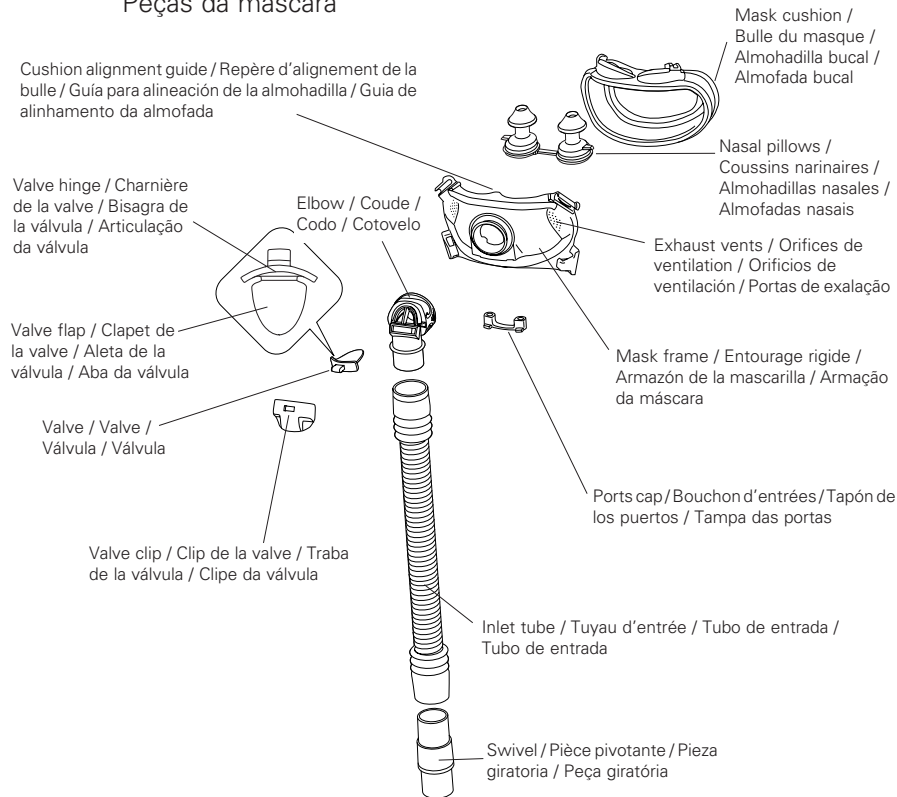 Peças da máscara
Mask cushion /
Bulle du masque /
Almohadilla bucal /
Almofada bucal
Cushion alignment guide / Repère d'alignement de la
bulle / Guía para alineación de la almohadilla / Guia de
alinhamento da almofada
Nasal pillows /
Coussins narinaires /
Almohadillas nasales /
Almofadas nasais
Valve hinge / Charnière
de la valve / Bisagra de
la válvula / Articulação
da válvula
Elbow / Coude /
Codo / Cotovelo
Exhaust vents / Orifices de
ventilation / Orificios de
ventilación / Portas de exalação
Valve flap / Clapet de
la valve / Aleta de la
válvula / Aba da válvula
Mask frame / Entourage rigide /
Armazón de la mascarilla / Armação
da máscara
Valve / Valve /
Válvula / Válvula
Ports cap / Bouchon d'entrées / Tapón de
los puertos / Tampa das portas
Valve clip / Clip de la valve / Traba
de la válvula / Clipe da válvula
Inlet tube / Tuyau d'entrée / Tubo de entrada /
Tubo de entrada
Swivel / Pièce pivotante / Pieza
giratoria / Peça giratória